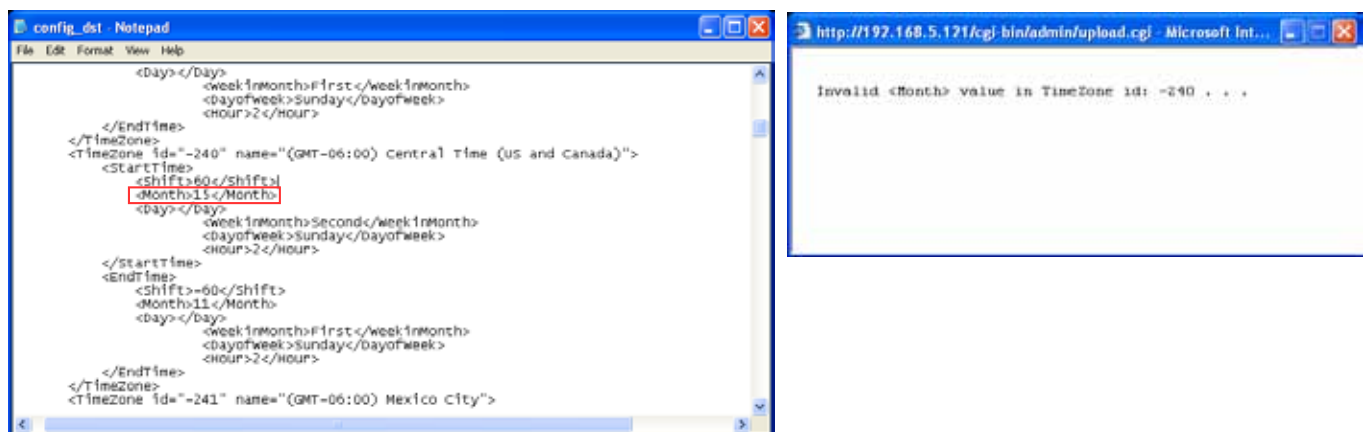 config_dst - Notepad
File Edit Format View Help
<Day></Day>
<WeekInMonth>First</WeekInMonth>
<DayofWeek>Sunday</DayofWeek>
<Hour>2</Hour>
</EndTime>
</TimeZone>
<TimeZone id="-240" name="(GMT-06:00) Central Time (US and Canada)">
<StartTime>
<Shift>60</Shift>
<Month>15</Month>
<Day></Day>
<WeekInMonth>Second</WeekInMonth>
<DayofWeek>Sunday</DayofWeek>
<Hour>2</Hour>
</StartTime>
<EndTime>
<Shift>-60</Shift>
<Month>11</Month>
<Day></Day>
<WeekInMonth>First</WeekInMonth>
<DayofWeek>Sunday</DayofWeek>
<Hour>2</Hour>
</EndTime>
</TimeZone>
<TimeZone id="-241" name="(GMT-06:00) Mexico City">
http://192.168.5.121/cgi-bin/admin/upload.cgi - Microsoft Int...
Invalid <Month> value in TimeZone id: -240 . . .